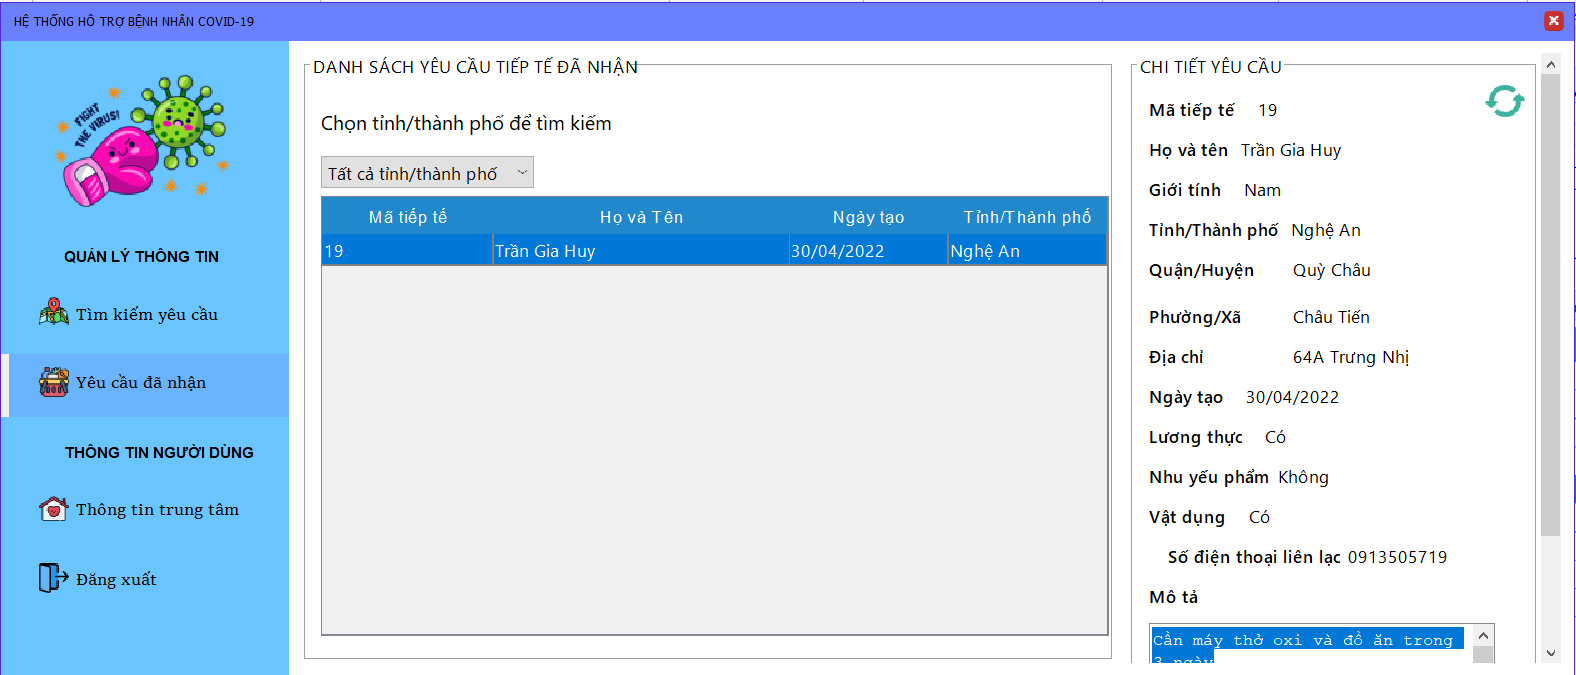 HỆ THỐNG HỖ TRỢ BỆNH NHÂN COVID-19
FIGHT
THE VIRUS!
QUẢN LÝ THÔNG TIN
Tìm kiếm yêu cầu
Yêu cầu đã nhận
THÔNG TIN NGƯỜI DÙNG
Thông tin trung tâm
Đăng xuất
DANH SÁCH YÊU CẦU TIẾP TẾ ĐÃ NHẬN
Chọn tỉnh/thành phố để tìm kiếm
Tất cả tỉnh/thành phố
Mã tiếp tế Họ và Tên Ngày tạo Tỉnh/Thành phố
19 Trần Gia Huy 30/04/2022 Nghệ An
CHI TIẾT YÊU CẦU
Mã tiếp tế 19
Họ và tên Trần Gia Huy
Giới tính Nam
Tỉnh/Thành phố Nghệ An
Quận/Huyện Quỳ Châu
Phường/Xã Châu Tiến
Địa chỉ 64A Trưng Nhị
Ngày tạo 30/04/2022
Lương thực Có
Nhu yếu phẩm Không
Vật dụng Có
Số điện thoại liên lạc 0913505719
Mô tả
Cần máy thở oxi và đồ ăn trong
3 ngày